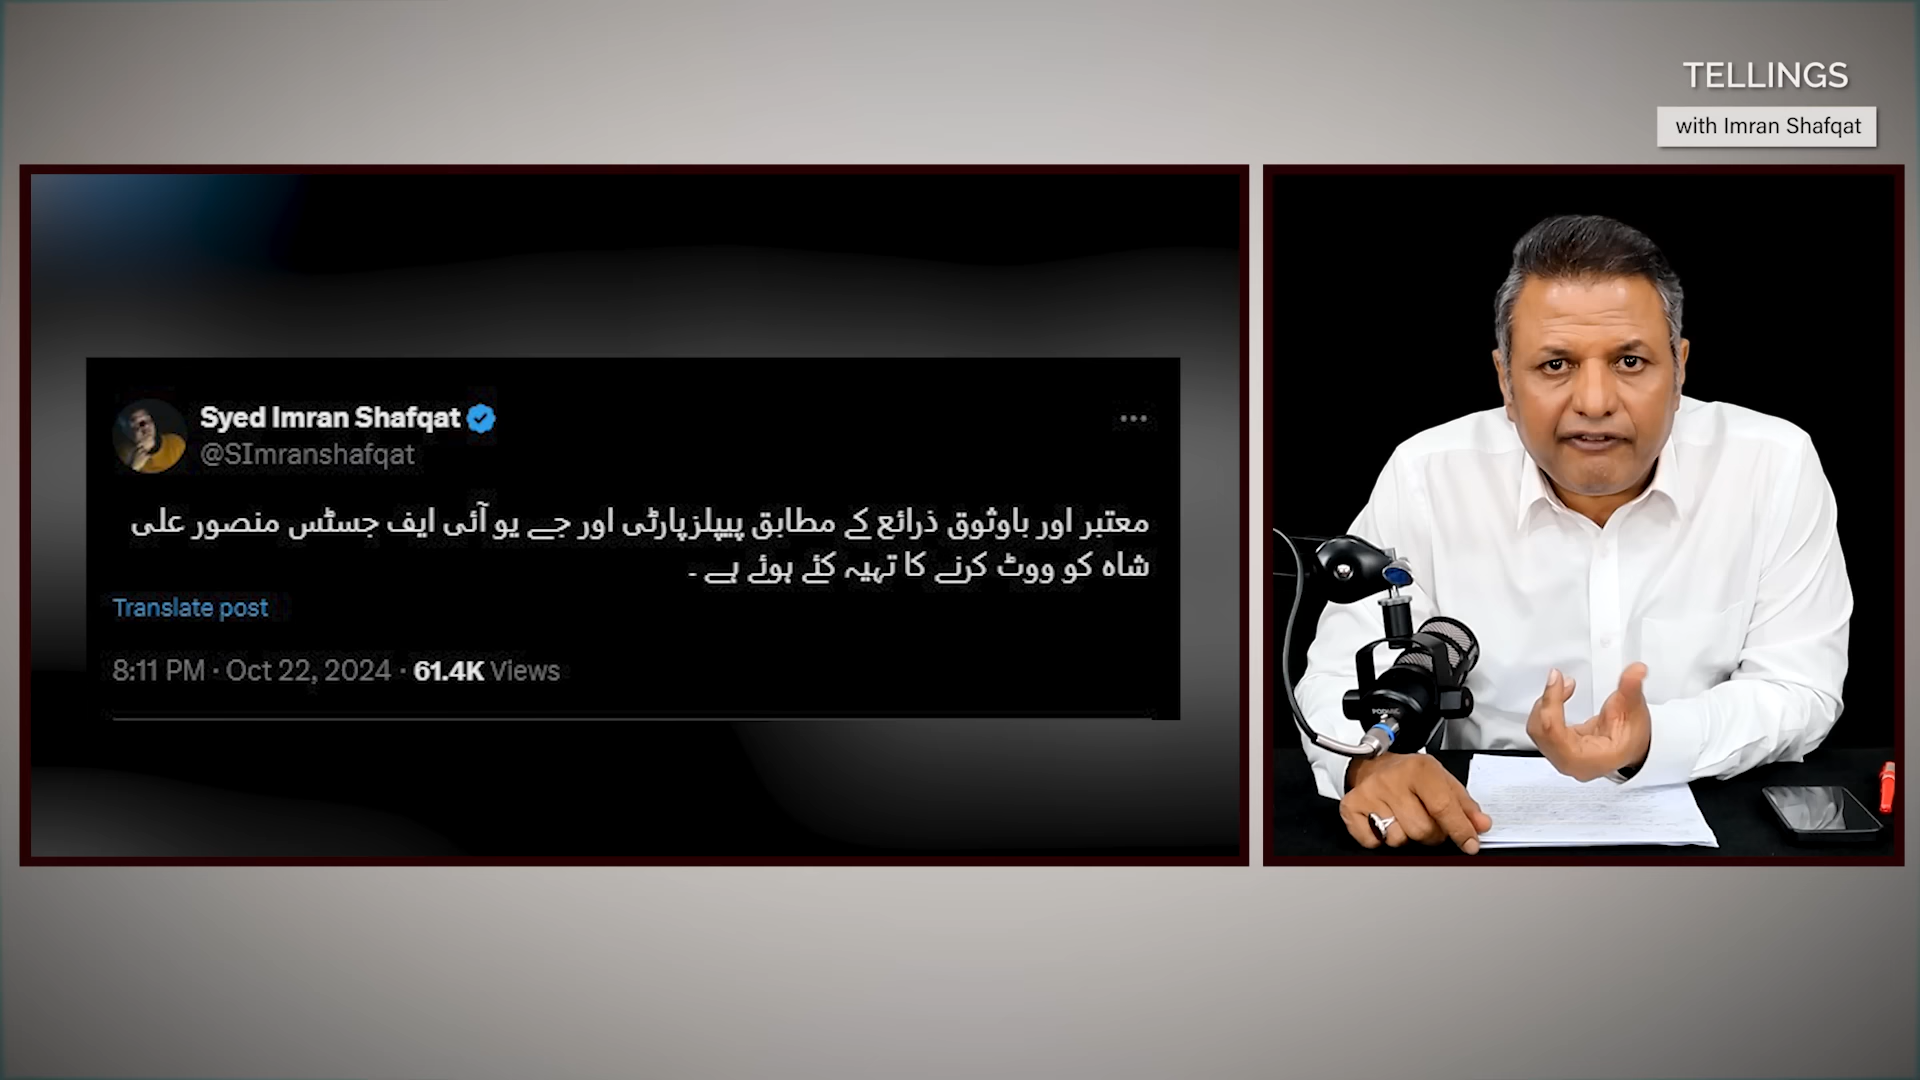 TELLINGS
with Imran Shafqat
Syed Imran Shafqat
@SImranshafqat
معتبر اور باوثوق ذرائع کے مطابق پیپلزپارٹی اور جے یو آئی ایف جسٹس منصور علی
شاہ کو ووٹ کرنے کا تہیہ کئے ہوئے ہے ۔
Translate post
8:11 PM · Oct 22, 2024 · 61.4K Views